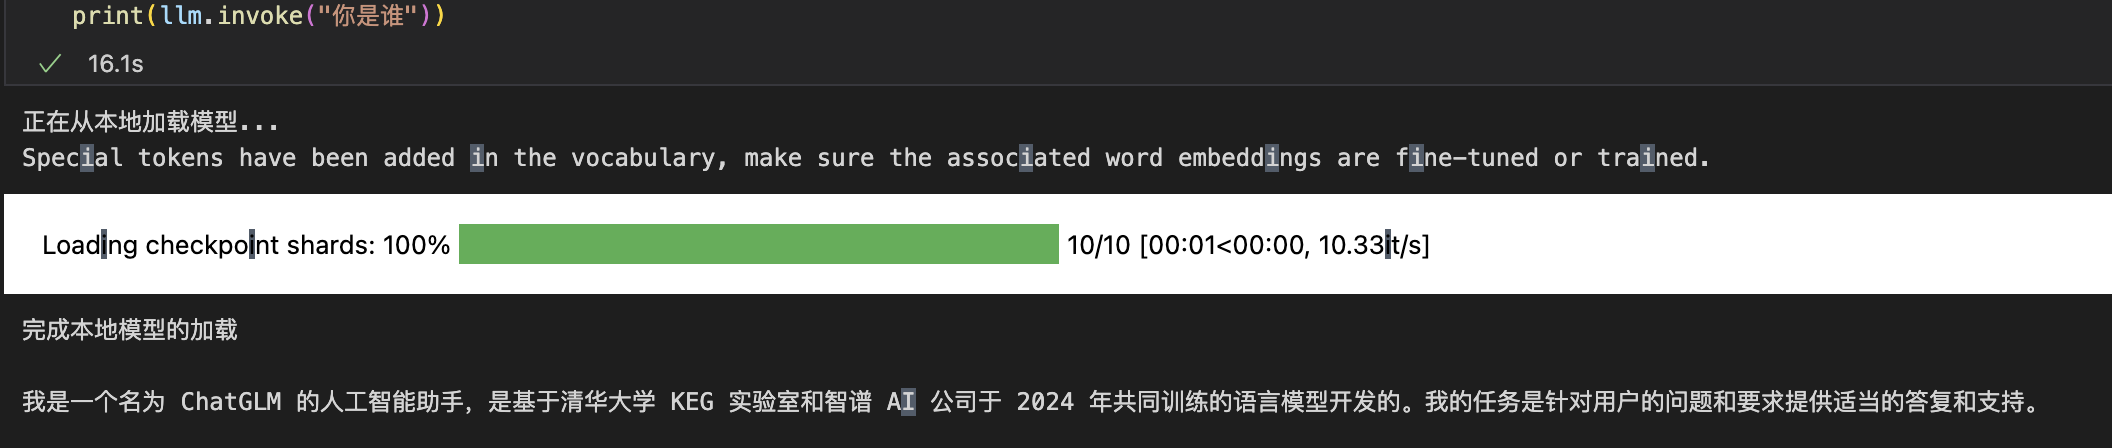 print(llm.invoke("你是谁"))
16.1s
正在从本地加载模型...
Special tokens have been added in the vocabulary, make sure the associated word embeddings are fine-tuned or trained.
Loading checkpoint shards: 100% 10/10 [00:01<00:00, 10.33it/s]
完成本地模型的加载
我是一个名为 ChatGLM 的人工智能助手，是基于清华大学 KEG 实验室和智谱 AI 公司于 2024 年共同训练的语言模型开发的。我的任务是针对用户的问题和要求提供适当的答复和支持。